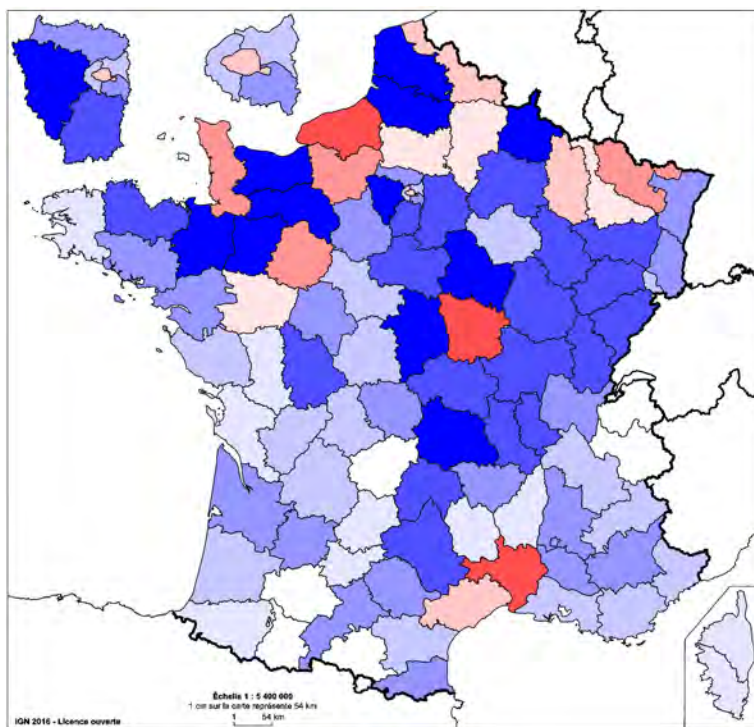 Échelle 1 : 5 400 000
1 cm sur la carte représente 54 km
1 54 km
IGN 2016 - Licence ouverte